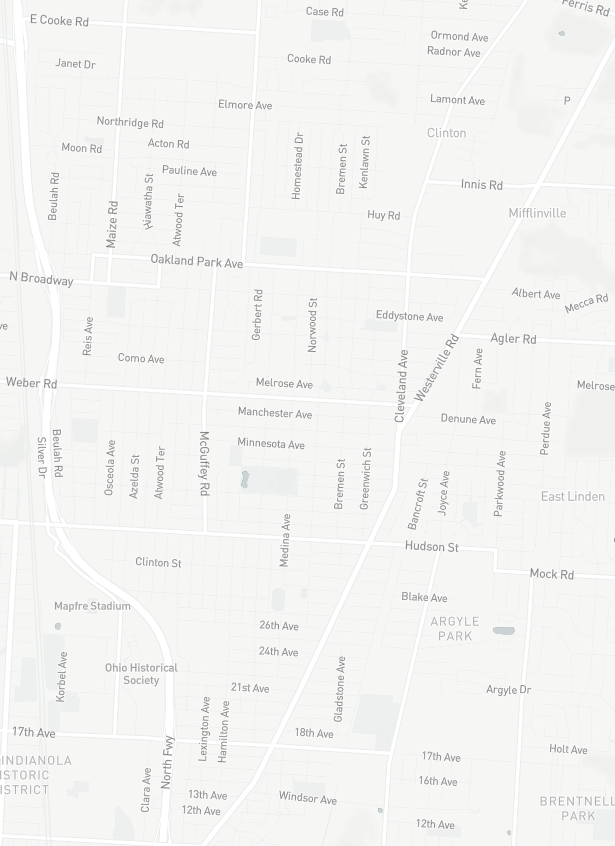 Case Rd
Ferris Rd
E Cooke Rd
Ormond Ave
Radnor Ave
Cooke Rd
Janet Dr
Elmore Ave
Lamont Ave
P
Northridge Rd
Clinton
Acton Rd
Moon Rd
Homestead Dr
Bremen St
Kenlawn St
Pauline Ave
Innis Rd
Beulah Rd
Hiawatha St
Atwood Ter
Maize Rd
Huy Rd
Mifflinville
Oakland Park Ave
N Broadway
Albert Ave
Mecca Rd
Gerbert Rd
Norwood St
Eddystone Ave
Reis Ave
Agler Rd
Como Ave
Westerville Rd
Fern Ave
Cleveland Ave
Weber Rd
Melrose Ave
Melrose
Manchester Ave
Denune Ave
Perdue Ave
Minnesota Ave
Beulah Rd
Silver Dr
Osceola Ave
Azelda St
Atwood Ter
McGuffey Rd
Bremen St
Greenwich St
Bancroft St
Joyce Ave
Parkwood Ave
East Linden
Medina Ave
Hudson St
Clinton St
Mock Rd
Blake Ave
Mapfre Stadium
26th Ave
ARGYLE
PARK
24th Ave
Ohio Historical
Society
Korbel Ave
21st Ave
Gladstone Ave
Argyle Dr
Lexington Ave
Hamilton Ave
17th Ave
18th Ave
Holt Ave
17th Ave
INDIANOLA
ISTORIC
ISTRICT
North Fwy
Clara Ave
16th Ave
13th Ave
12th Ave
Windsor Ave
BRENTNELL
PARK
12th Ave